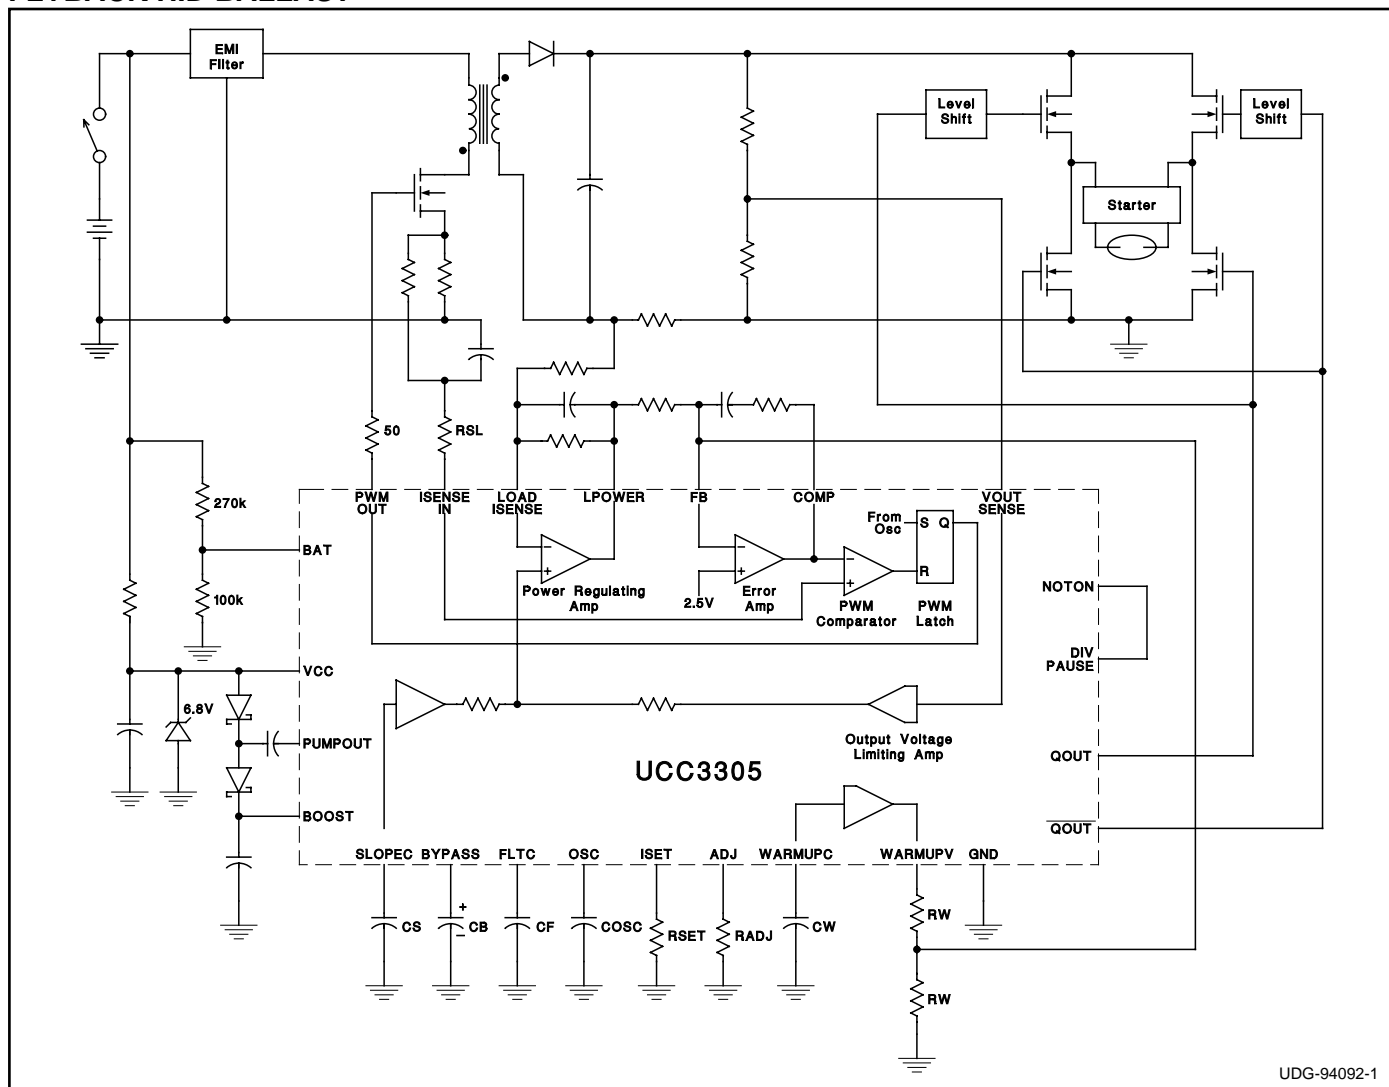 EMI
Filter
Level
Shift
Level
Shift
Starter
50
RSL
270k
100k
PWM
OUT
ISENSE
IN
LOAD
ISENSE
LPOWER
FB
COMP
VOUT
SENSE
From
Osc
S Q
R
BAT
Power Regulating
Amp
2.5V
Error
Amp
PWM
Comparator
PWM
Latch
NOTON
DIV
PAUSE
VCC
6.8V
PUMPOUT
Output Voltage
Limiting Amp
UCC3305
QOUT
BOOST
QOUT
SLOPEC
BYPASS
FLTC
OSC
ISET
ADJ
WARMUPC
WARMUPV
GND
CS
+
CB
–
CF
COSC
RSET
RADJ
CW
RW
RW
UDG-94092-1